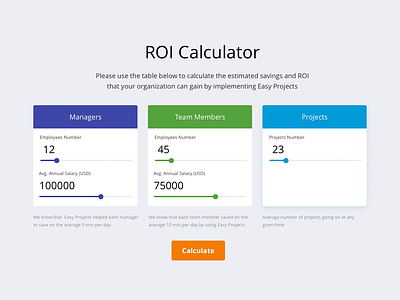 ROI Calculator
Please use the table below to calculate the estimated savings and ROI
that your organization can gain by implementing Easy Projects
Managers
Employees Number
12
Avg. Annual Salary (USD)
100000
We know that Easy Projects helped each manager
to save on the average 5 min per day
Team Members
Employees Number
45
Avg. Annual Salary (USD)
75000
We know that each team member saved on the
average 10 min per day by using Easy Projects
Projects
Projects Number
23
Average number of projects going on at any
given time
Calculate